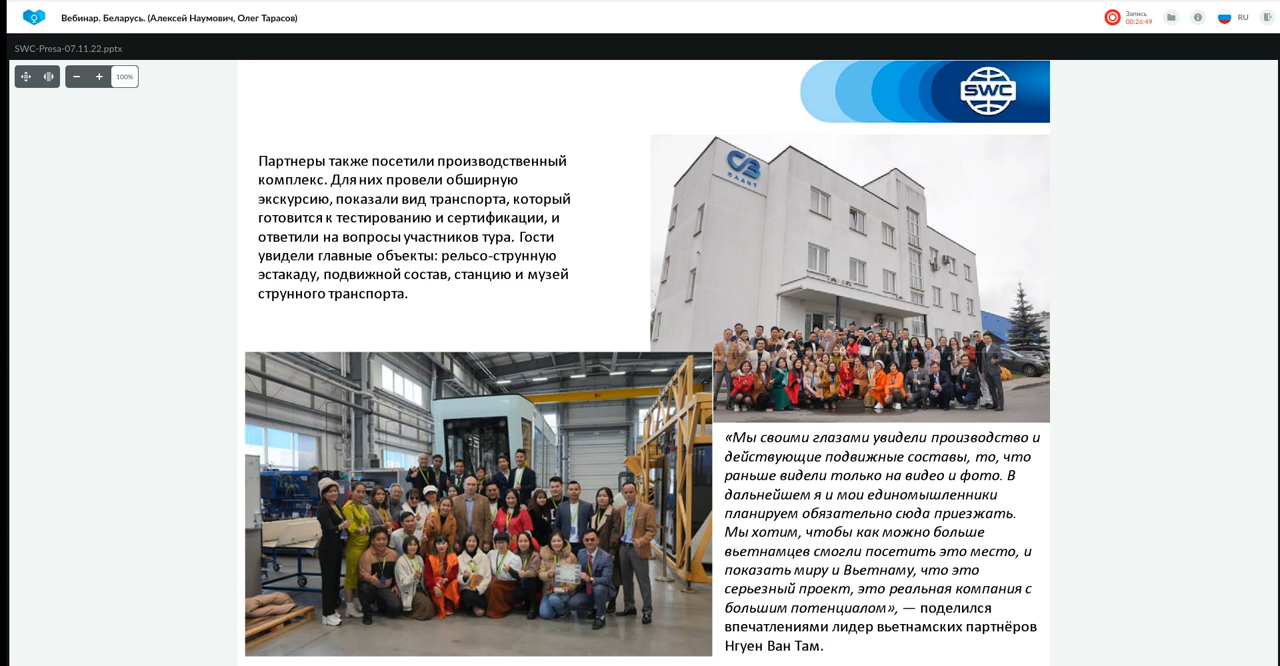 Вебинар. Беларусь. (Алексей Наумович, Олег Тарасов)
Запись
00:26:49
RU
SWC-Presa-07.11.22.pptx
100%
SWC
Партнеры также посетили производственный
комплекс. Для них провели обширную
экскурсию, показали вид транспорта, который
готовится к тестированию и сертификации, и
ответили на вопросы участников тура. Гости
увидели главные объекты: рельсо-струнную
эстакаду, подвижной состав, станцию и музей
струнного транспорта.
СВ
ПЛАНТ
«Мы своими глазами увидели производство и
действующие подвижные составы, то, что
раньше видели только на видео и фото. В
дальнейшем я и мои единомышленники
планируем обязательно сюда приезжать.
Мы хотим, чтобы как можно больше
вьетнамцев смогли посетить это место, и
показать миру и Вьетнаму, что это
серьезный проект, это реальная компания с
большим потенциалом», — поделился
впечатлениями лидер вьетнамских партнёров
Нгуен Ван Там.